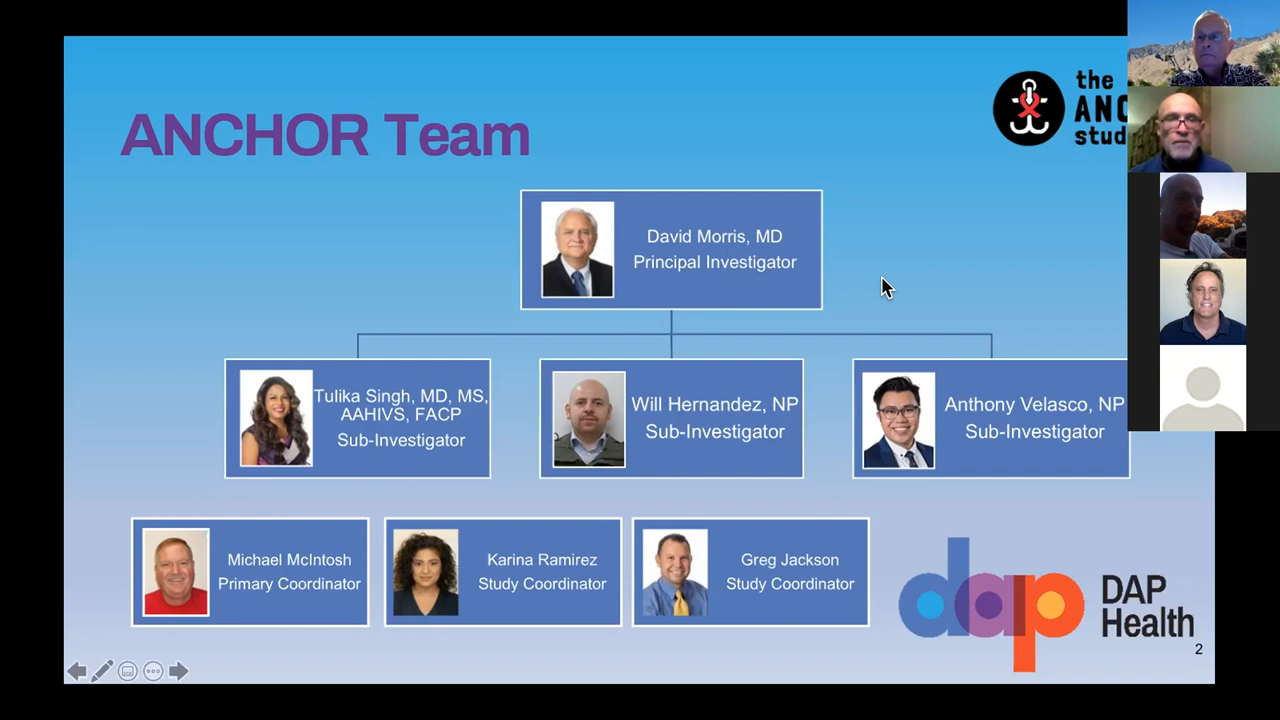 ANCHOR Team
the
ANC
stud
David Morris, MD
Principal Investigator
Tulika Singh, MD, MS,
AAHIVS, FACP
Sub-Investigator
Will Hernandez, NP
Sub-Investigator
Anthony Velasco, NP
Sub-Investigator
Michael McIntosh
Primary Coordinator
Karina Ramirez
Study Coordinator
Greg Jackson
Study Coordinator
dap
DAP
Health
2